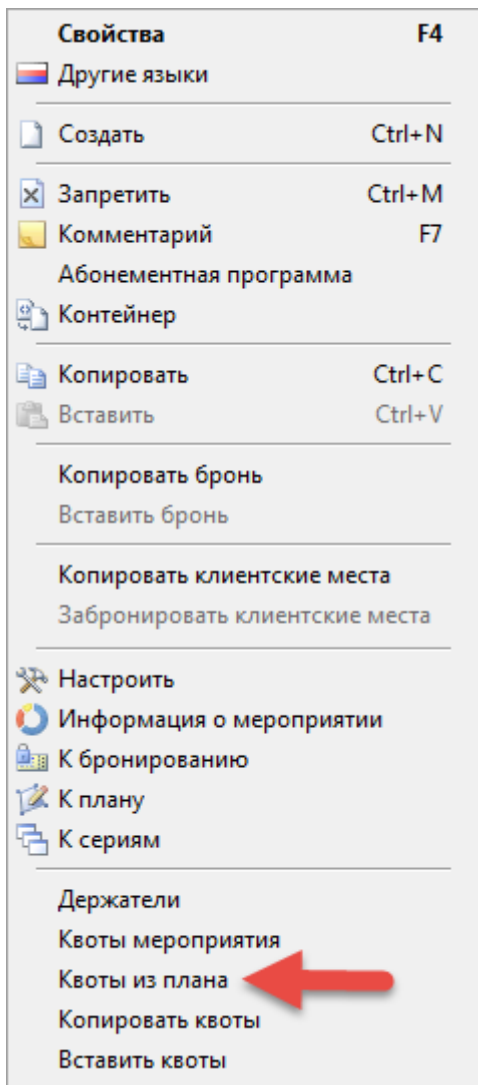 Свойства F4
Другие языки
Создать Ctrl+N
Запретить Ctrl+M
Комментарий F7
Абонементная программа
Контейнер
Копировать Ctrl+C
Вставить Ctrl+V
Копировать бронь
Вставить бронь
Копировать клиентские места
Забронировать клиентские места
Настроить
Информация о мероприятии
К бронированию
К плану
К сериям
Держатели
Квоты мероприятия
Квоты из плана
Копировать квоты
Вставить квоты